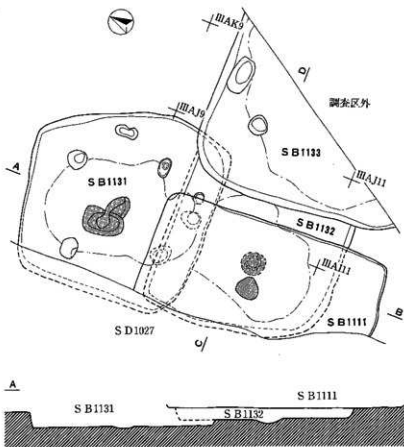 ⅢAK9
D
調査区外
ⅢAJ9
SB1133
ⅢAJ11
A
SB1131
SB1132
ⅢAI11
SB1111
B
SD1027
C
A
SB1111
SB1131
SB1132